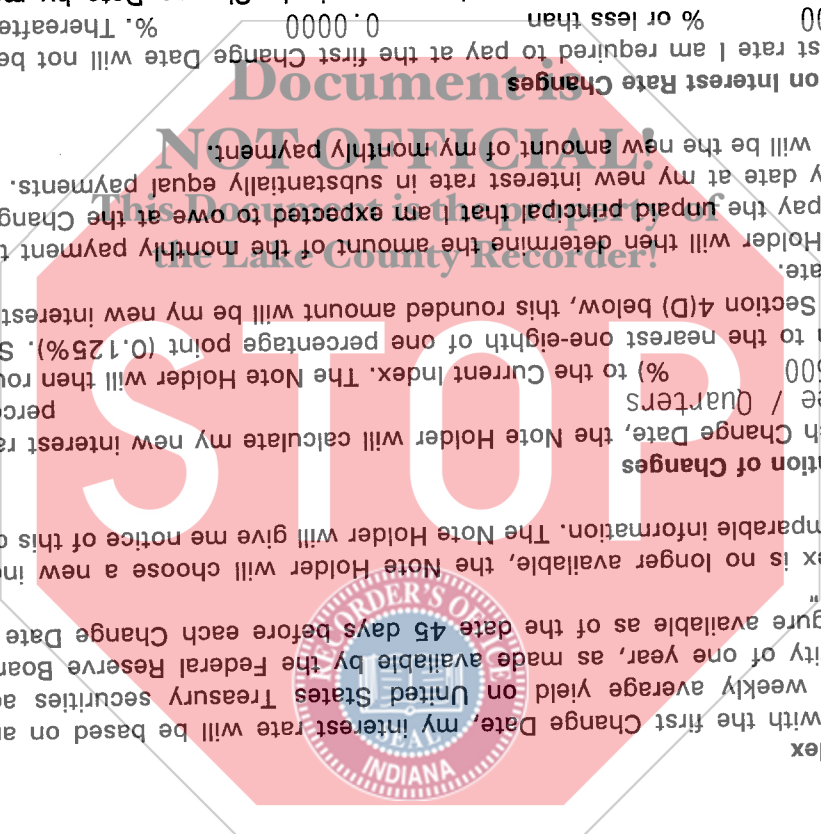 dex
with the first Change Date, my interest rate will be based on an
weekly average yield on United States Treasury securities a
ity of one year, as made available by the Federal Reserve Boar
gure available as of the date 45 days before each Change Date
"
ex is no longer available, the Note Holder will choose a new in
mparable information. The Note Holder will give me notice of this c
tion of Changes
ch Change Date, the Note Holder will calculate my new interest ra
ee / Quarters perc
500 %) to the Current Index. The Note Holder will then rou
n to the nearest one-eighth of one percentage point (0.125%). S
Section 4(D) below, this rounded amount will be my new interest
ate.
Holder will then determine the amount of the monthly payment t
pay the unpaid principal that I am expected to owe at the Chang
y date at my new interest rate in substantially equal payments.
will be the new amount of my monthly payment.
on Interest Rate Changes
st rate I am required to pay at the first Change Date will not be
00 % or less than 0.0000 %. Thereafte
Document is
NOT OFFICIAL!
This Document is the property of
the Lake County Recorder!
STOP
RECORDER'S OFFICE
SEAL
INDIANA